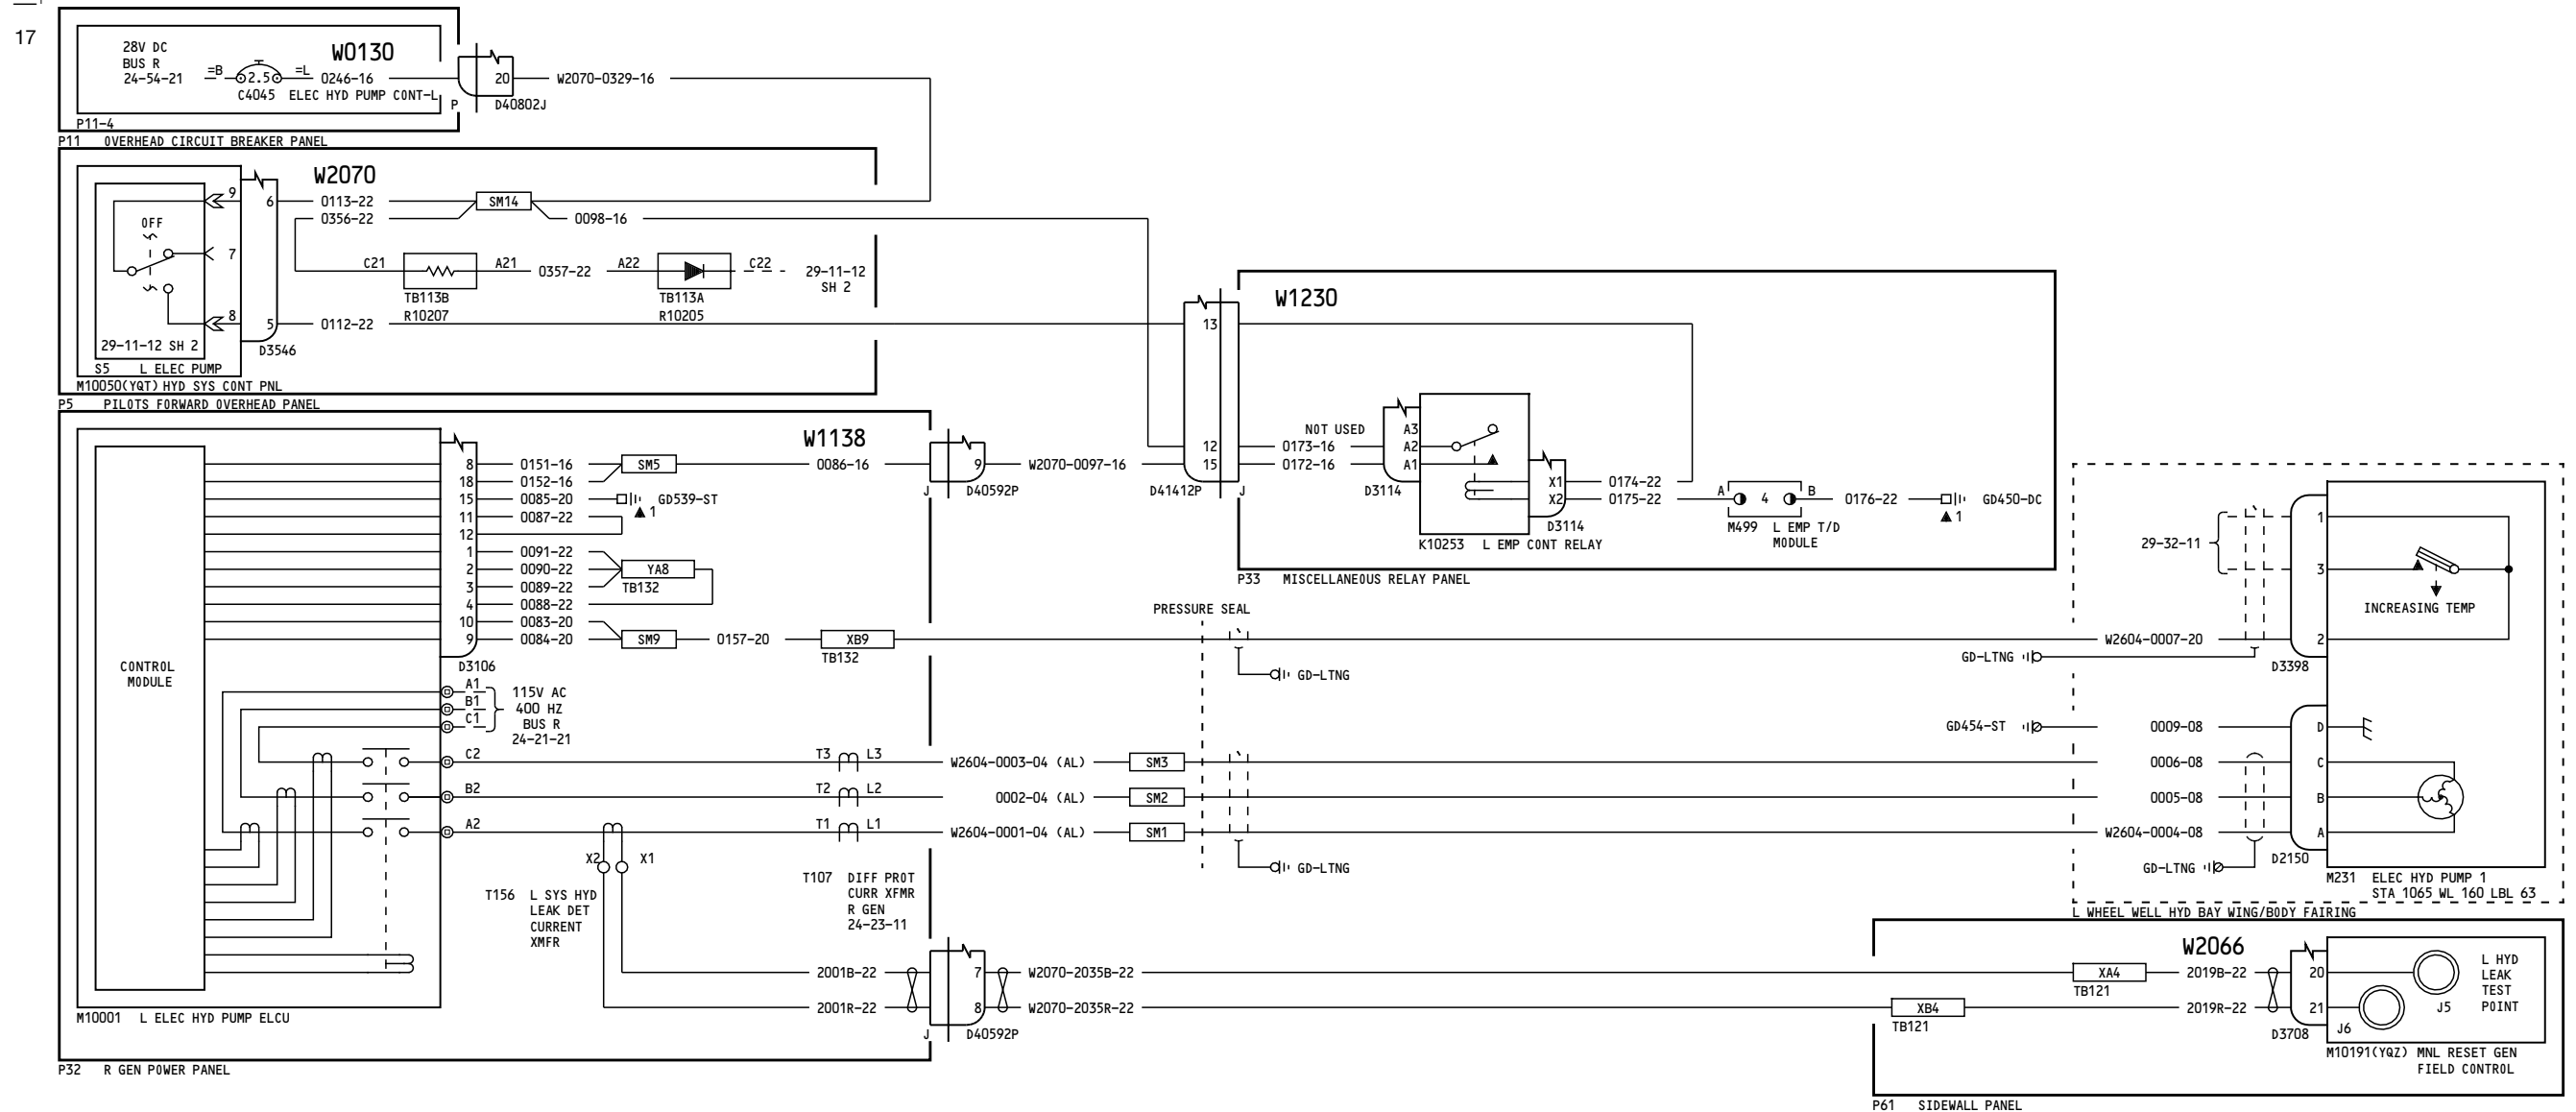 17
28V DC
BUS R
24-54-21
=B
2.5
=L
W0130
0246-16
C4045 ELEC HYD PUMP CONT-L
P
20
D40802J
W2070-0329-16
P11-4
P11 OVERHEAD CIRCUIT BREAKER PANEL
W2070
9
6
0113-22
SM14
0356-22
0098-16
OFF
7
C21
A21
0357-22
A22
C22
29-11-12
SH 2
TB113B
R10207
TB113A
R10205
8
5
0112-22
29-11-12 SH 2
D3546
S5 L ELEC PUMP
M10050(YQT) HYD SYS CONT PNL
P5 PILOTS FORWARD OVERHEAD PANEL
W1230
13
12
15
D41412P
J
NOT USED
0173-16
0172-16
A3
A2
A1
D3114
X1
X2
D3114
0174-22
0175-22
K10253 L EMP CONT RELAY
A
4
B
0176-22
GD450-DC
1
M499 L EMP T/D
MODULE
P33 MISCELLANEOUS RELAY PANEL
W1138
CONTROL
MODULE
8
0151-16
SM5
0086-16
9
W2070-0097-16
18
0152-16
J
D40592P
15
0085-20
GD539-ST
1
11
0087-22
12
1
0091-22
2
0090-22
YA8
3
0089-22
TB132
4
0088-22
10
0083-20
9
0084-20
SM9
0157-20
XB9
TB132
D3106
A1
B1
C1
115V AC
400 HZ
BUS R
24-21-21
C2
T3
L3
W2604-0003-04 (AL)
SM3
B2
T2
L2
0002-04 (AL)
SM2
A2
T1
L1
W2604-0001-04 (AL)
SM1
X2
X1
T156 L SYS HYD
LEAK DET
CURRENT
XMFR
T107 DIFF PROT
CURR XFMR
R GEN
24-23-11
2001B-22
7
W2070-2035B-22
2001R-22
8
W2070-2035R-22
J
D40592P
M10001 L ELEC HYD PUMP ELCU
P32 R GEN POWER PANEL
PRESSURE SEAL
GD-LTNG
GD-LTNG
29-32-11
1
3
2
INCREASING TEMP
W2604-0007-20
GD-LTNG
D3398
GD454-ST
0009-08
D
0006-08
C
0005-08
B
W2604-0004-08
A
GD-LTNG
D2150
M231 ELEC HYD PUMP 1
STA 1065 WL 160 LBL 63
L WHEEL WELL HYD BAY WING/BODY FAIRING
W2066
XA4
TB121
2019B-22
20
XB4
TB121
2019R-22
21
D3708
J6
J5
L HYD
LEAK
TEST
POINT
M10191(YQZ) MNL RESET GEN
FIELD CONTROL
P61 SIDEWALL PANEL